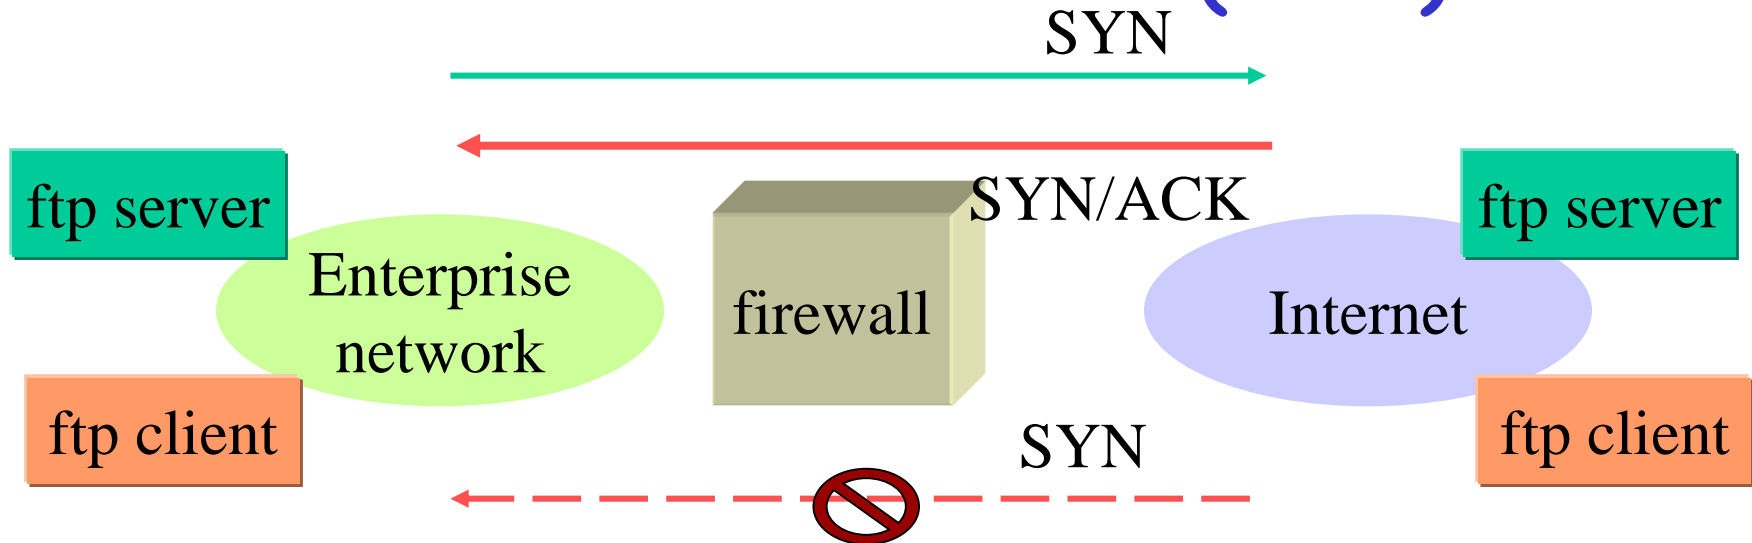 SYN
SYN/ACK
ftp server
ftp server
Enterprise
network
firewall
Internet
ftp client
SYN
ftp client